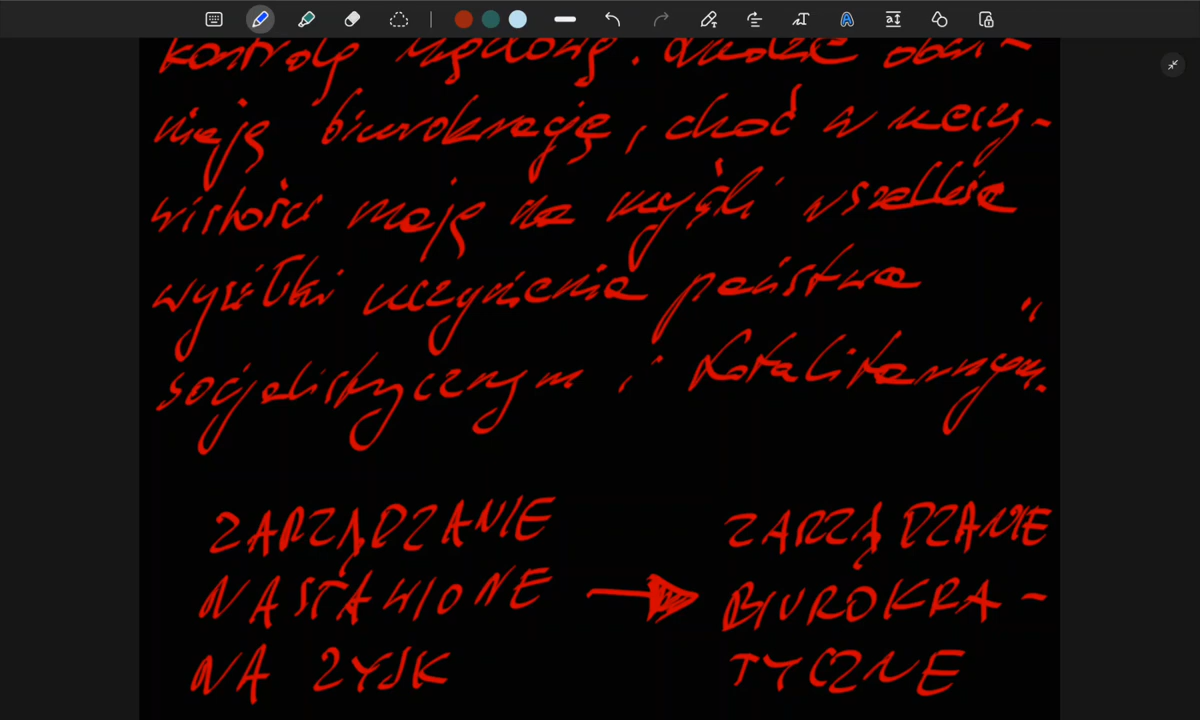 kontrolę rządową. Ludzie obwi-
niają biurokrację, choć w rzeczy-
wistości mają na myśli wszelkie
wysiłki uczynienia państwa
socjalistycznym i totalitarnym."
ZARZĄDZANIE NASTAWIONE NA ZYSK → ZARZĄDZANIE BIUROKRA-
TYCZNE